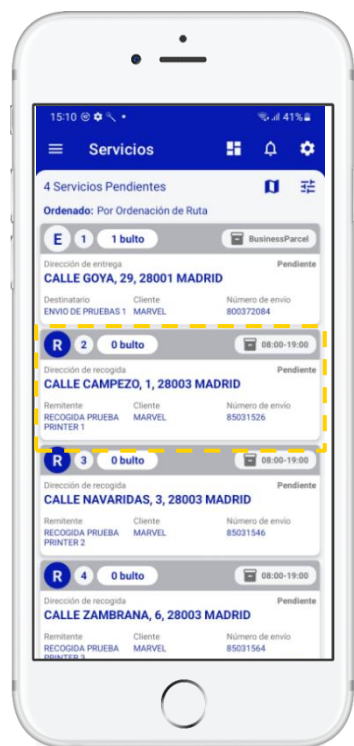 15:10 41%
Servicios
4 Servicios Pendientes
Ordenado: Por Ordenación de Ruta
E 1 1 bulto BusinessParcel
Dirección de entrega Pendiente
CALLE GOYA, 29, 28001 MADRID
Destinatario Cliente Número de envío
ENVIO DE PRUEBAS 1 MARVEL 800372084
R 2 0 bulto 08:00-19:00
Dirección de recogida Pendiente
CALLE CAMPEZO, 1, 28003 MADRID
Remitente Cliente Número de envío
RECOGIDA PRUEBA MARVEL 85031526
PRINTER 1
R 3 0 bulto 08:00-19:00
Dirección de recogida Pendiente
CALLE NAVARIDAS, 3, 28003 MADRID
Remitente Cliente Número de envío
RECOGIDA PRUEBA MARVEL 85031546
PRINTER 2
R 4 0 bulto 08:00-19:00
Dirección de recogida Pendiente
CALLE ZAMBRANA, 6, 28003 MADRID
Remitente Cliente Número de envío
RECOGIDA PRUEBA MARVEL 85031564
PRINTER 3